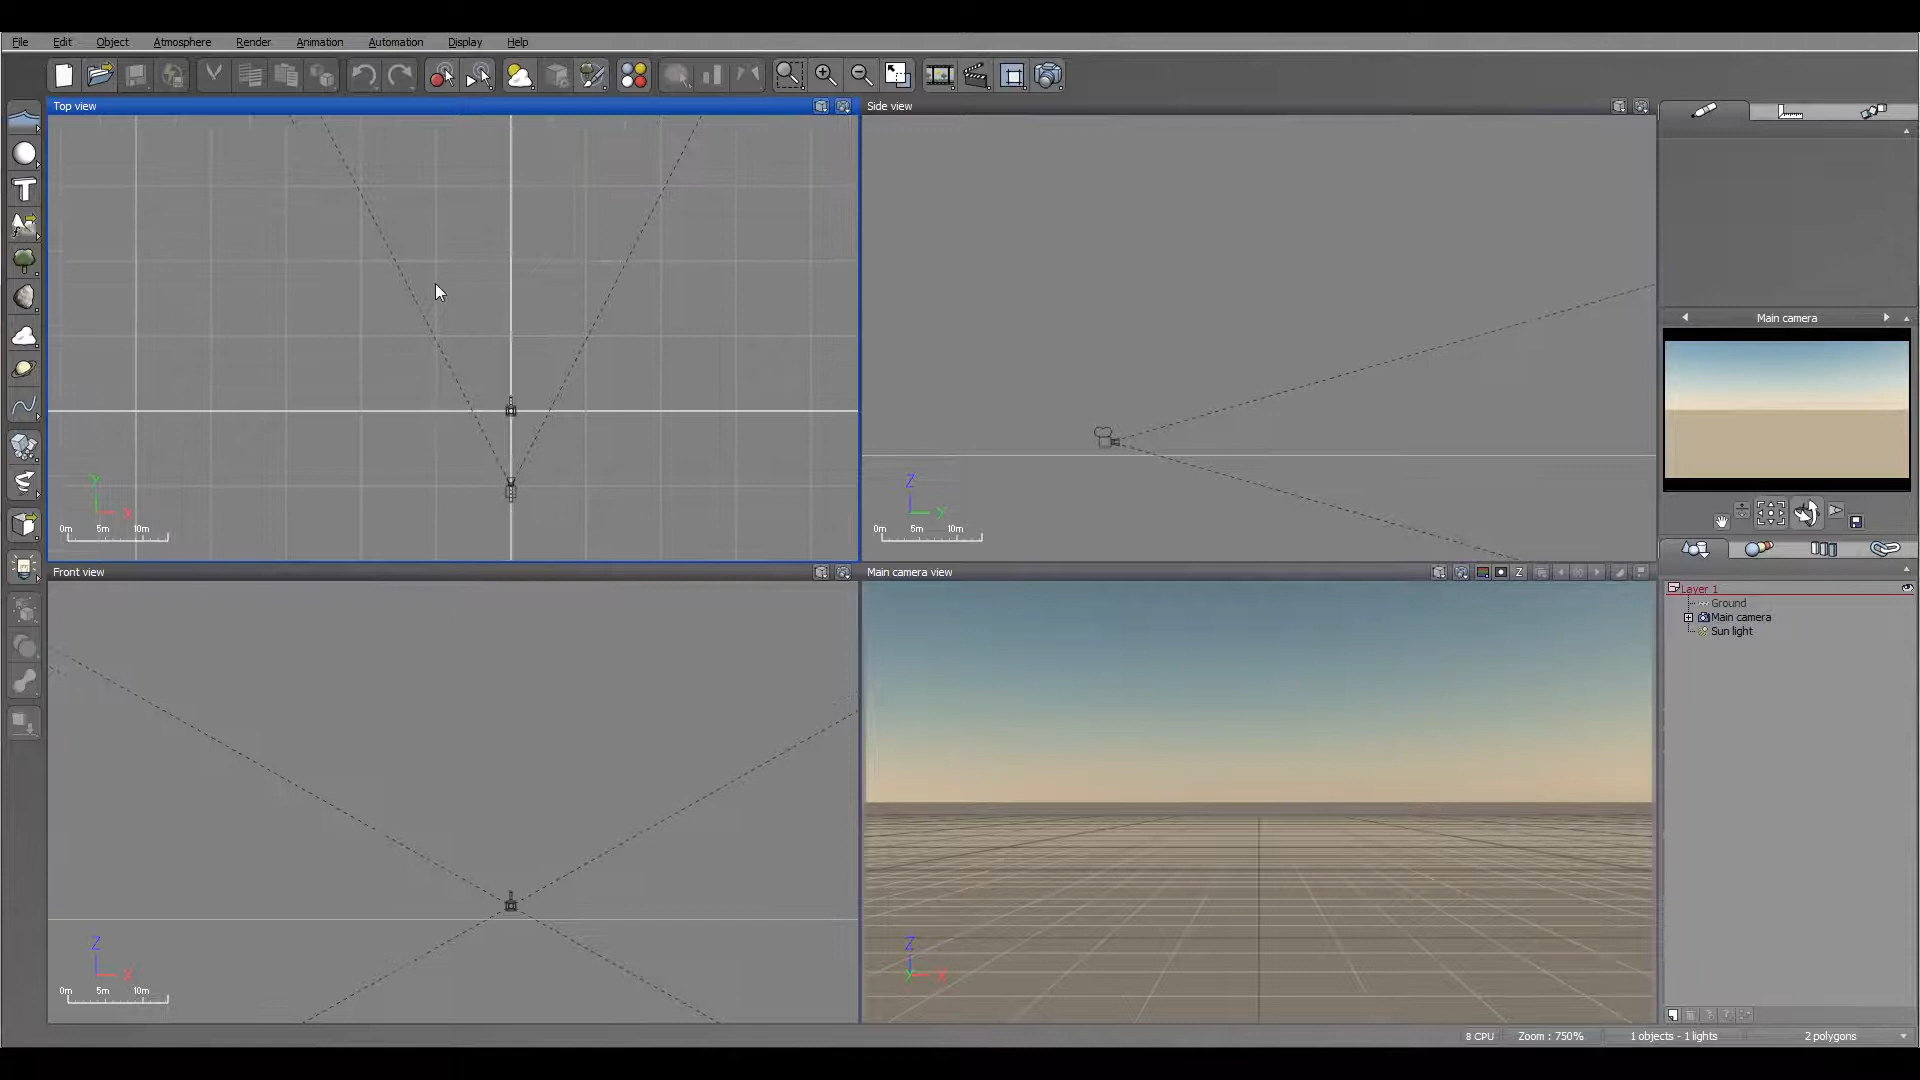 File Edit Object Atmosphere Render Animation Automation Display Help
Top view
Side view
Y
X
0m 5m 10m
Z
Y
0m 5m 10m
Main camera
Front view
Main camera view
Z
Z
X
0m 5m 10m
Z
Y X
Layer 1
Ground
Main camera
Sun light
8 CPU Zoom : 750% 1 objects - 1 lights 2 polygons